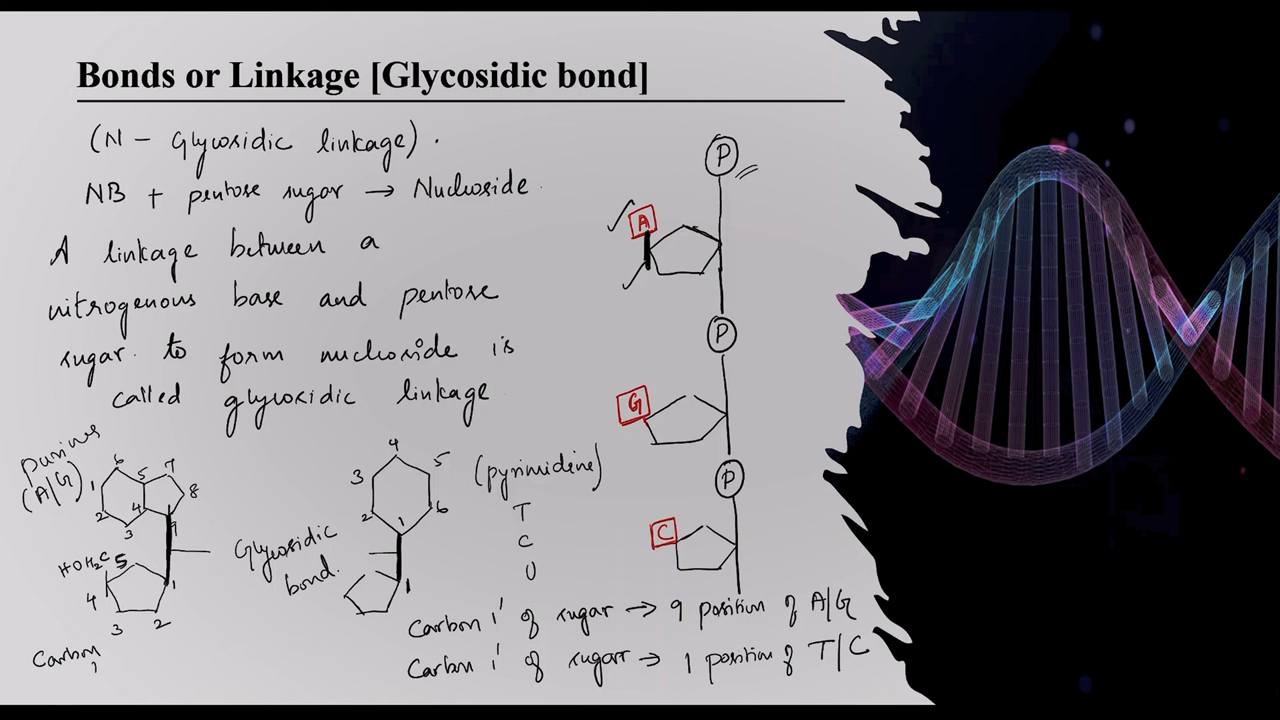 Bonds or Linkage [Glycosidic bond]
(N - Glycosidic linkage).
NB + pentose sugar → Nucleoside.
A linkage between a
nitrogenous base and pentose
sugar. to form nucleoside is
called glycosidic linkage
P
A
P
G
P
C
Purines
(A/G)
6
5
7
1
8
2
4
3
9
HOH₂C
5
4
1
3
2
Carbon
1
Glycosidic
bond.
4
3
5
2
6
1
1
(pyrimidine)
T
C
U
Carbon 1' of sugar → 9 position of A/G
Carbon 1' of sugar → 1 position of T/C